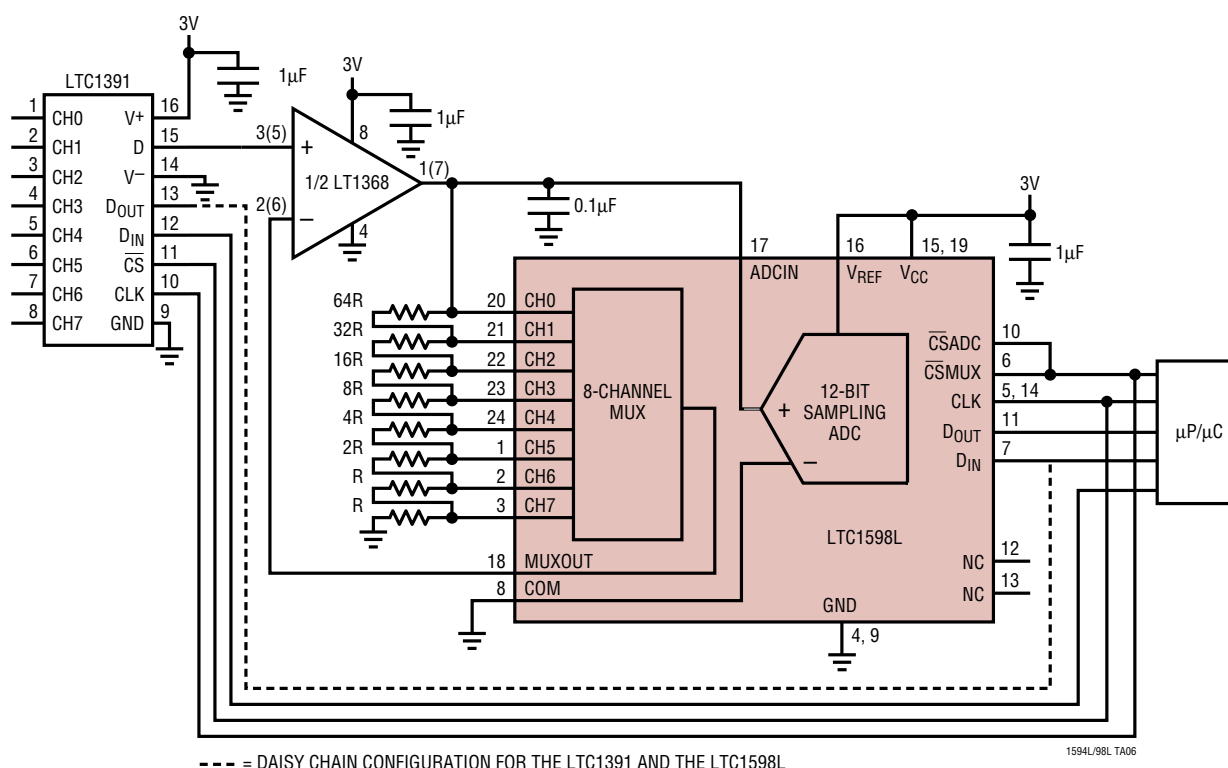 3V
1µF
LTC1391
1 CH0
2 CH1
3 CH2
4 CH3
5 CH4
6 CH5
7 CH6
8 CH7
V+ 16
D 15
V− 14
DOUT 13
DIN 12
CS 11
CLK 10
GND 9
3V
1µF
8
3(5)
+
1/2 LT1368
2(6)
−
4
1(7)
0.1µF
3V
1µF
17
ADCIN
16
VREF
15, 19
VCC
64R
32R
16R
8R
4R
2R
R
R
20 CH0
21 CH1
22 CH2
23 CH3
24 CH4
1 CH5
2 CH6
3 CH7
8-CHANNEL
MUX
+
12-BIT
SAMPLING
ADC
−
CSADC 10
CSMUX 6
CLK 5, 14
DOUT 11
DIN 7
µP/µC
LTC1598L
NC 12
NC 13
18 MUXOUT
8 COM
GND
4, 9
1594L/98L TA06
= DAISY CHAIN CONFIGURATION FOR THE LTC1391 AND THE LTC1598L